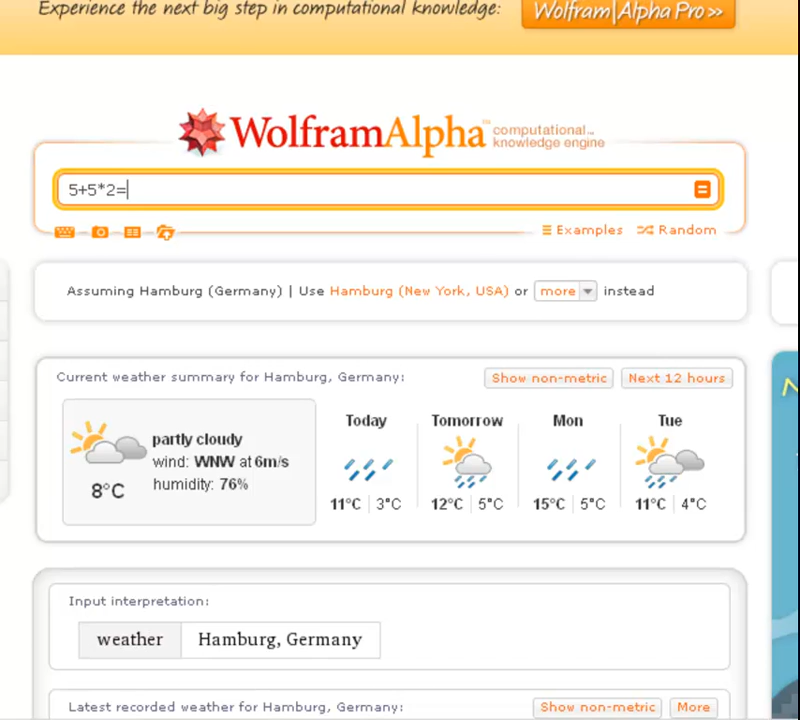 Experience the next big step in computational knowledge: Wolfram|Alpha Pro »
WolframAlpha™ computational™
knowledge engine
5+5*2=
Examples Random
Assuming Hamburg (Germany) | Use Hamburg (New York, USA) or more instead
Current weather summary for Hamburg, Germany: Show non-metric Next 12 hours
Today Tomorrow Mon Tue
partly cloudy
wind: WNW at 6m/s
humidity: 76%
8°C
11°C | 3°C 12°C | 5°C 15°C | 5°C 11°C | 4°C
Input interpretation:
weather Hamburg, Germany
Latest recorded weather for Hamburg, Germany: Show non-metric More